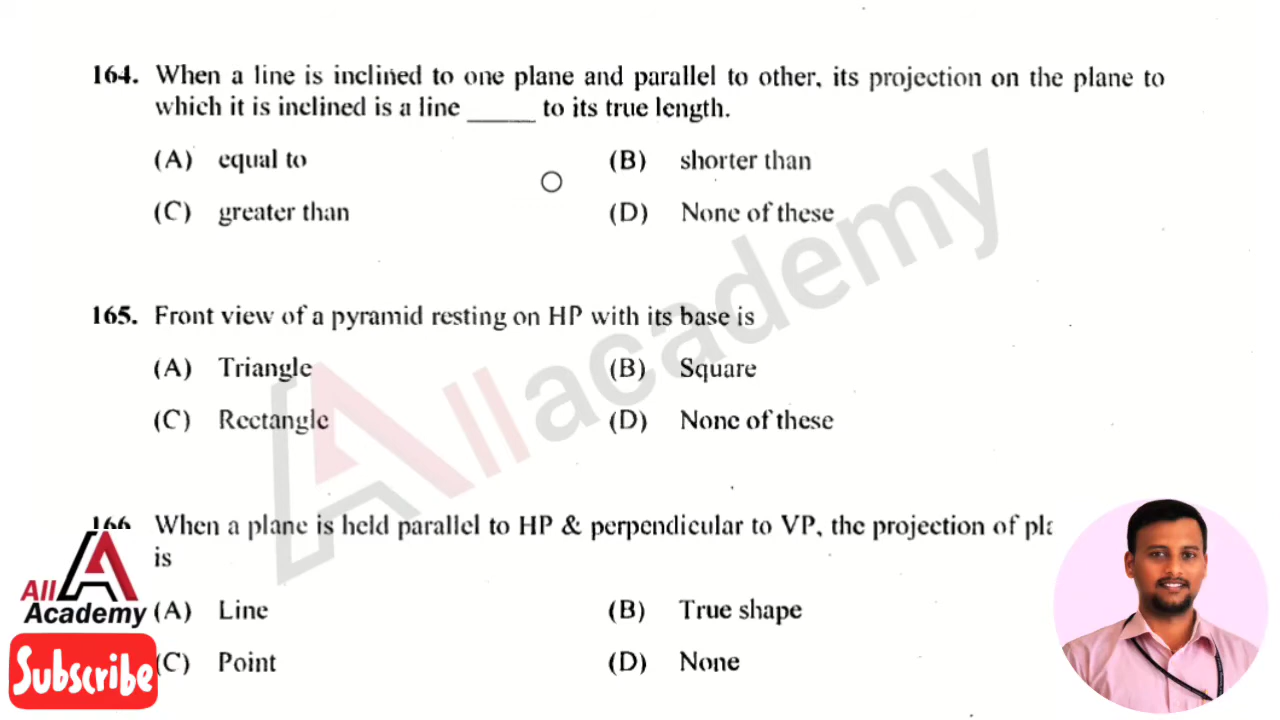 164. When a line is inclined to one plane and parallel to other, its projection on the plane to
which it is inclined is a line _____ to its true length.
(A) equal to (B) shorter than
(C) greater than (D) None of these
165. Front view of a pyramid resting on HP with its base is
(A) Triangle (B) Square
(C) Rectangle (D) None of these
166 When a plane is held parallel to HP & perpendicular to VP, the projection of
is
(A) Line (B) True shape
(C) Point (D) None
All academy
All
Academy
Subscribe